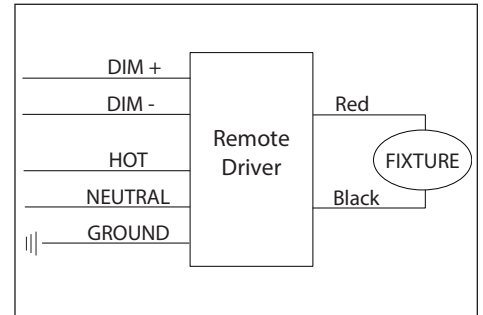 DIM +
DIM -
HOT
NEUTRAL
GROUND
Remote
Driver
Red
Black
FIXTURE